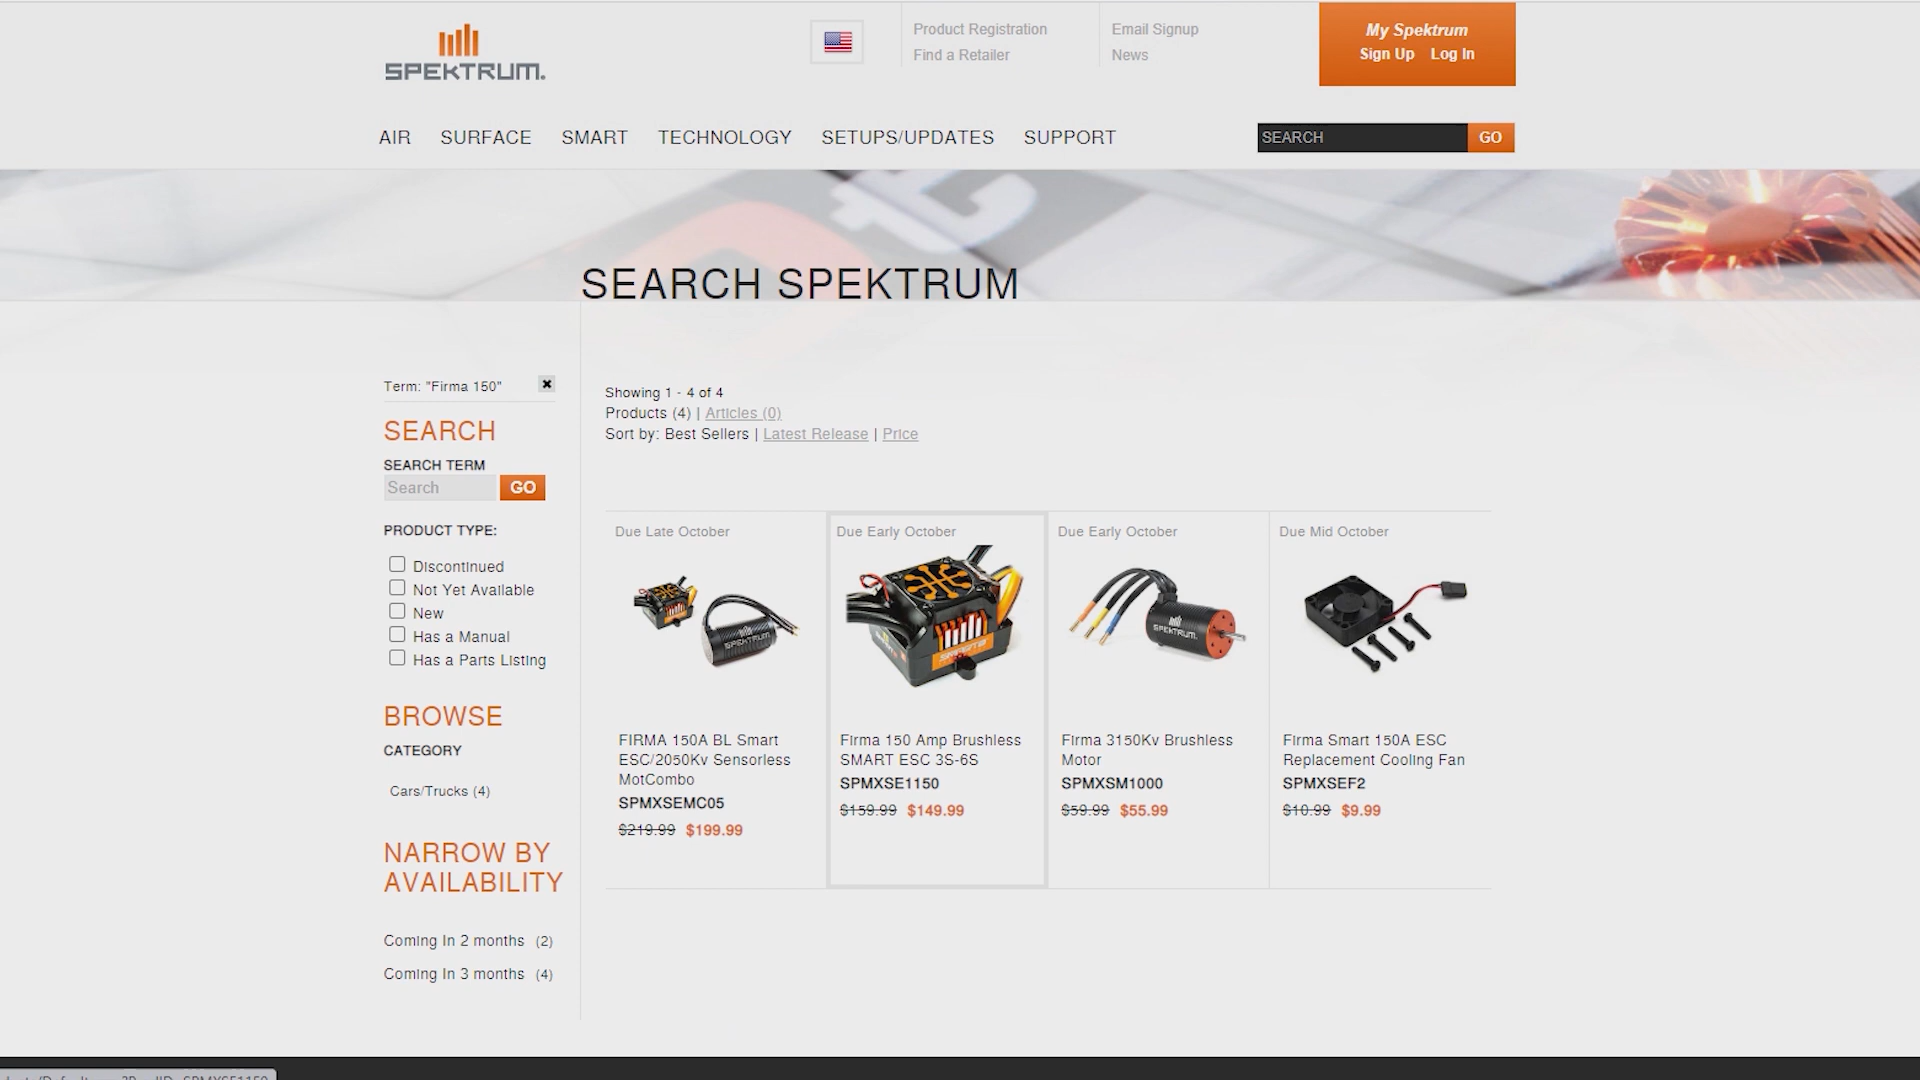 SPEKTRUM.
Product Registration
Find a Retailer
Email Signup
News
My Spektrum
Sign Up Log In
AIR SURFACE SMART TECHNOLOGY SETUPS/UPDATES SUPPORT
SEARCH GO
SEARCH SPEKTRUM
Term: "Firma 150"
SEARCH
SEARCH TERM
Search GO
PRODUCT TYPE:
Discontinued
Not Yet Available
New
Has a Manual
Has a Parts Listing
BROWSE
CATEGORY
Cars/Trucks (4)
NARROW BY
AVAILABILITY
Coming In 2 months (2)
Coming In 3 months (4)
Showing 1 - 4 of 4
Products (4) | Articles (0)
Sort by: Best Sellers | Latest Release | Price
Due Late October
SPEKTRUM
FIRMA 150A BL Smart
ESC/2050Kv Sensorless
MotCombo
SPMXSEMC05
$219.99 $199.99
Due Early October
Firma 150 Amp Brushless
SMART ESC 3S-6S
SPMXSE1150
$159.99 $149.99
Due Early October
SPEKTRUM.
Firma 3150Kv Brushless
Motor
SPMXSM1000
$59.99 $55.99
Due Mid October
Firma Smart 150A ESC
Replacement Cooling Fan
SPMXSEF2
$10.99 $9.99